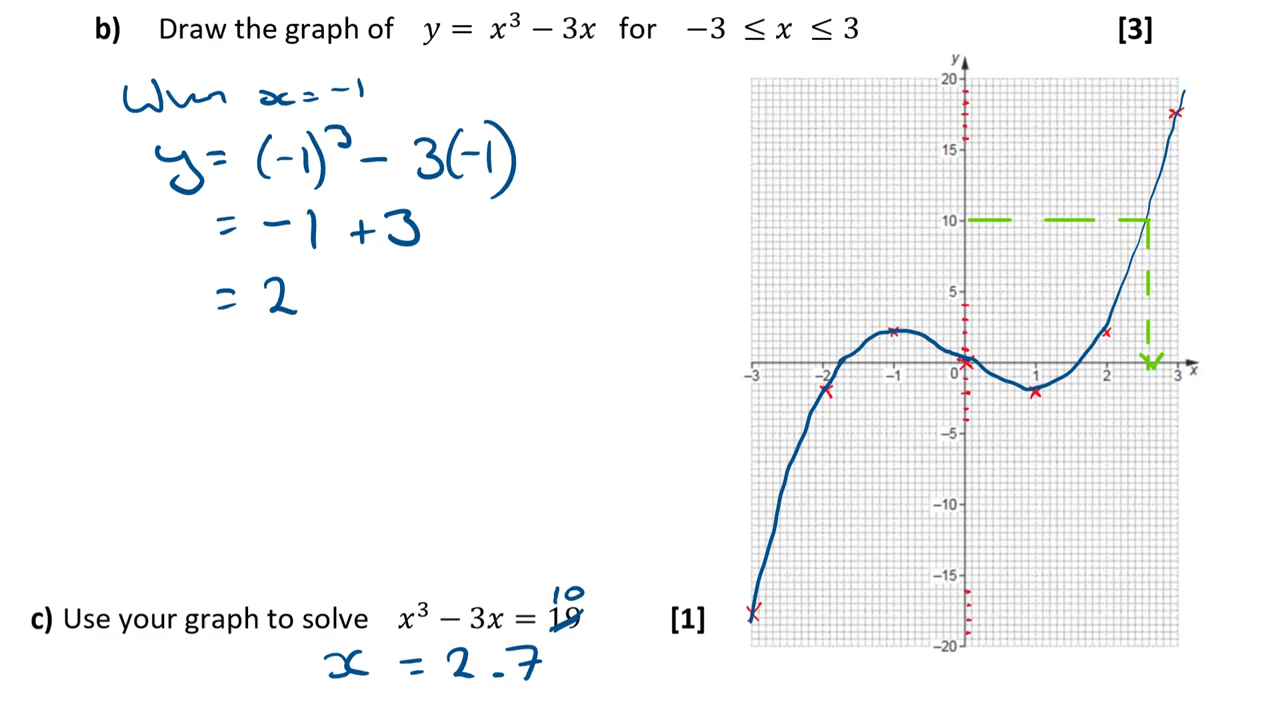 b) Draw the graph of y = x³ − 3x for −3 ≤ x ≤ 3 [3]
When x = -1
y = (-1)³ - 3(-1)
= -1 + 3
= 2
y
20
15
10
5
-3 -2 -1 0 1 2 3 x
-5
-10
-15
-20
10
c) Use your graph to solve x³ − 3x = 19 [1]
x = 2.7